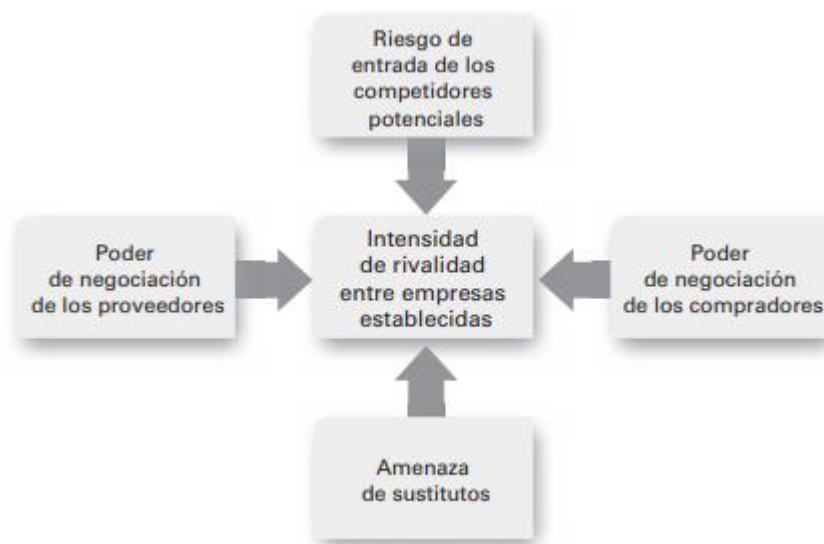 Riesgo de
entrada de los
competidores
potenciales
Poder
de negociación
de los proveedores
Intensidad
de rivalidad
entre empresas
establecidas
Poder
de negociación
de los compradores
Amenaza
de sustitutos